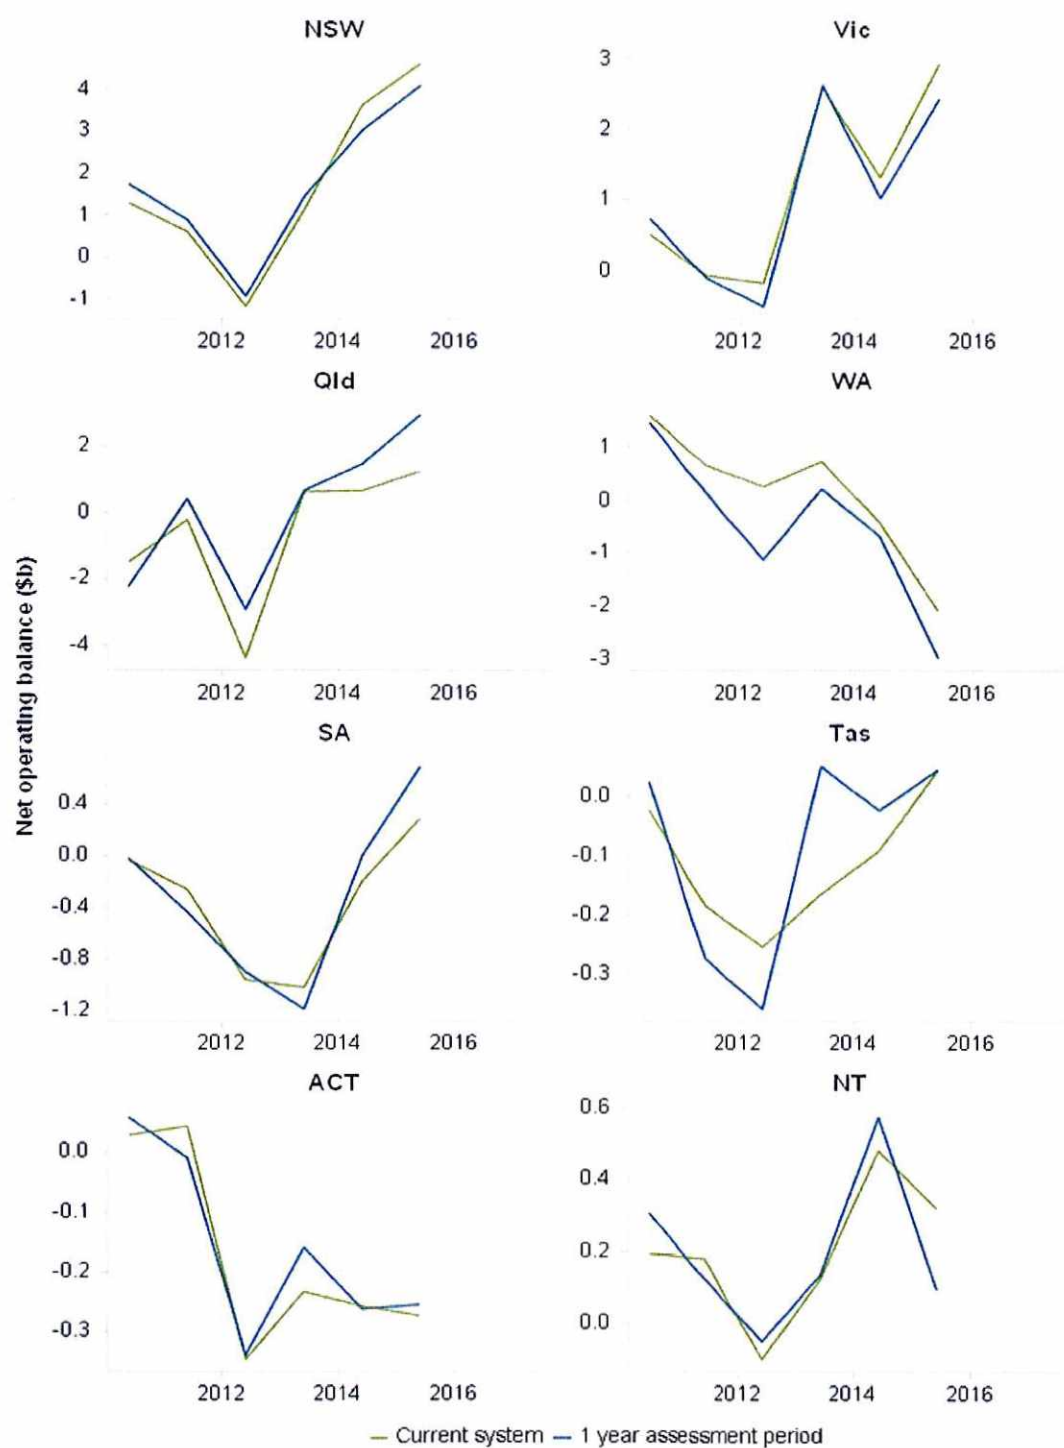 NSW
4
3
2
1
0
-1
2012 2014 2016
Vic
3
2
1
0
2012 2014 2016
Qld
2
0
-2
-4
2012 2014 2016
WA
1
0
-1
-2
-3
2012 2014 2016
Net operating balance ($b)
SA
0.4
0.0
-0.4
-0.8
-1.2
2012 2014 2016
Tas
0.0
-0.1
-0.2
-0.3
2012 2014 2016
ACT
0.0
-0.1
-0.2
-0.3
2012 2014 2016
NT
0.6
0.4
0.2
0.0
2012 2014 2016
Current system 1 year assessment period